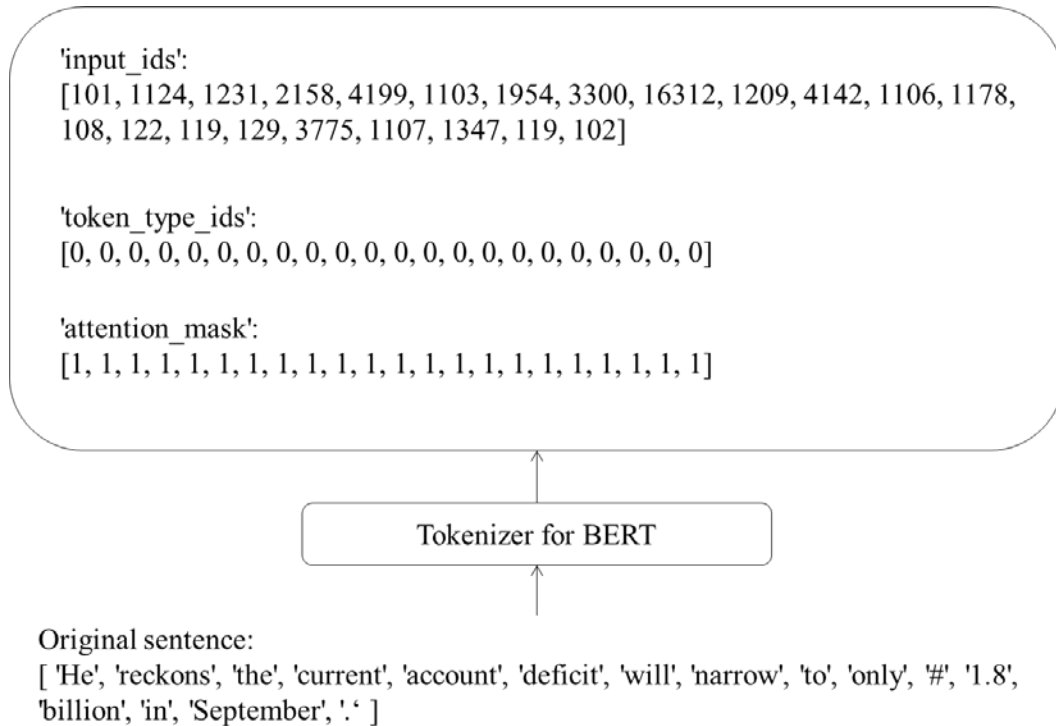 'input_ids':
[101, 1124, 1231, 2158, 4199, 1103, 1954, 3300, 16312, 1209, 4142, 1106, 1178,
108, 122, 119, 129, 3775, 1107, 1347, 119, 102]
'token_type_ids':
[0, 0, 0, 0, 0, 0, 0, 0, 0, 0, 0, 0, 0, 0, 0, 0, 0, 0, 0, 0, 0, 0]
'attention_mask':
[1, 1, 1, 1, 1, 1, 1, 1, 1, 1, 1, 1, 1, 1, 1, 1, 1, 1, 1, 1, 1, 1]
Tokenizer for BERT
Original sentence:
[ 'He', 'reckons', 'the', 'current', 'account', 'deficit', 'will', 'narrow', 'to', 'only', '#', '1.8',
'billion', 'in', 'September', '.‘ ]